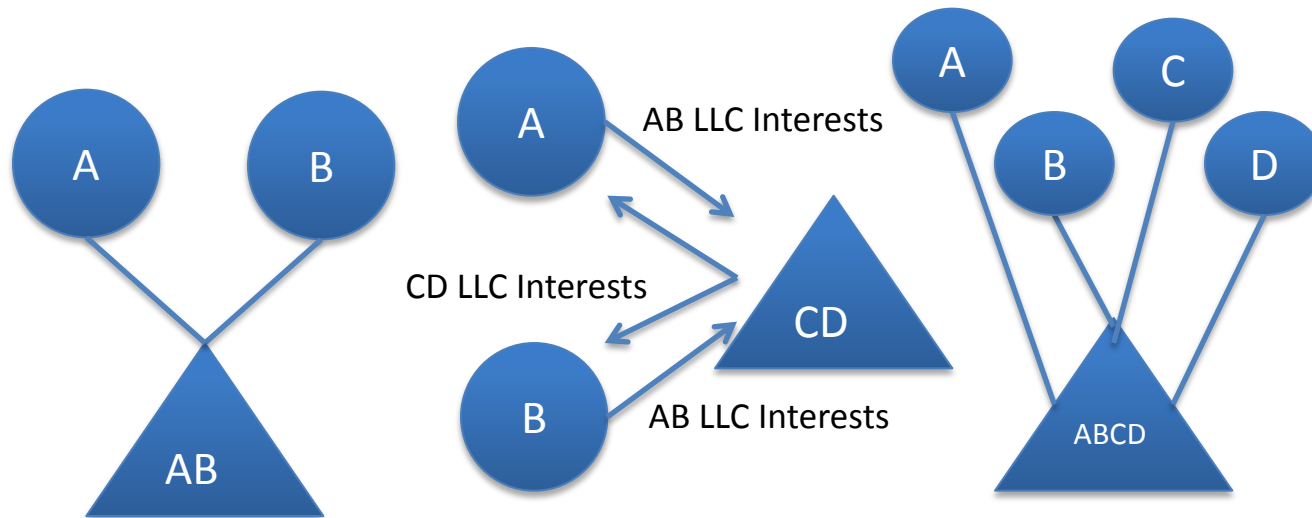 A
B
AB
A
AB LLC Interests
CD LLC Interests
CD
B
AB LLC Interests
A
C
B
D
ABCD